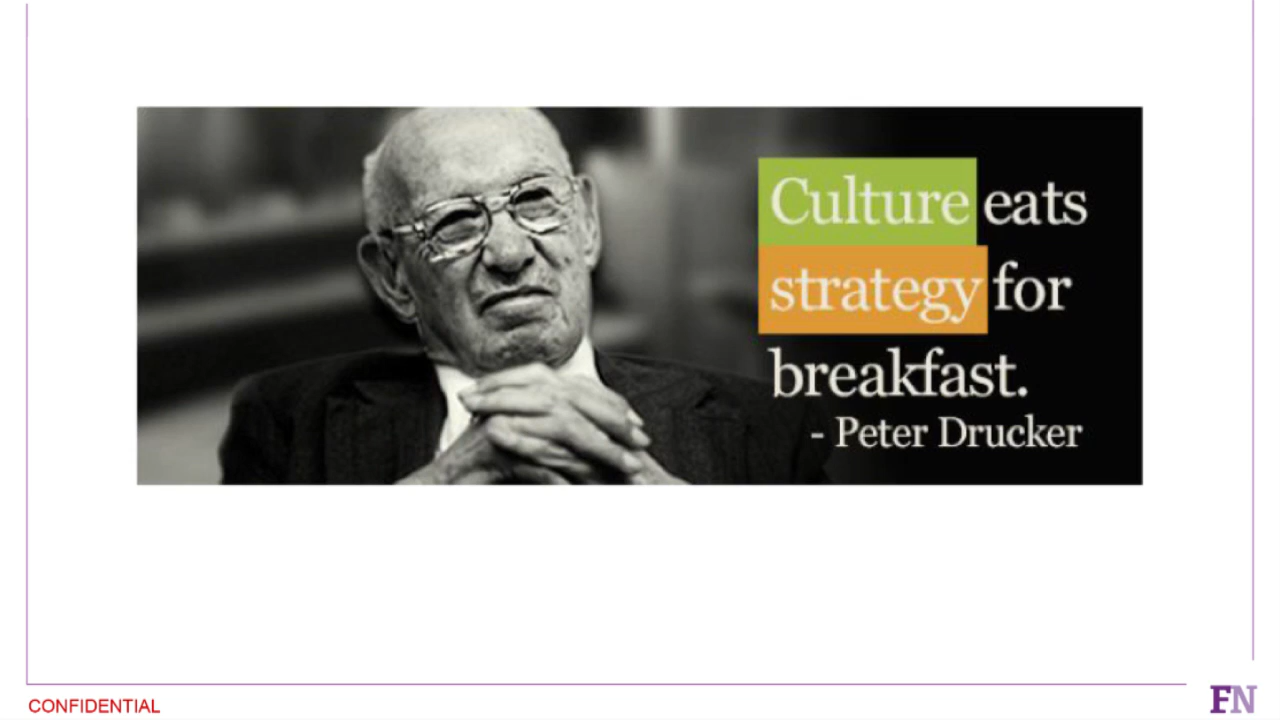 Culture eats
strategy for
breakfast.
- Peter Drucker
CONFIDENTIAL
FN